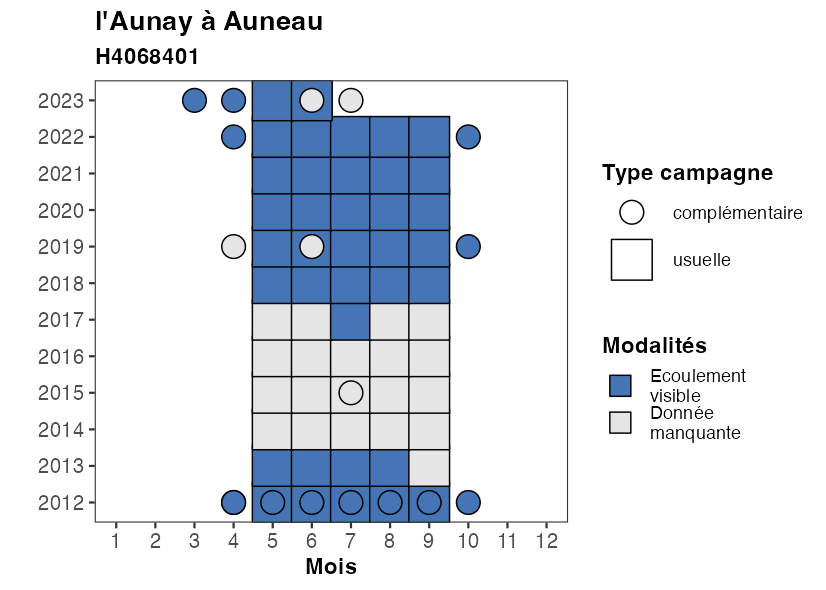 l'Aunay à Auneau
H4068401
2023
2022
2021
2020
2019
2018
2017
2016
2015
2014
2013
2012
1 2 3 4 5 6 7 8 9 10 11 12
Mois
Type campagne
complémentaire
usuelle
Modalités
Ecoulement
visible
Donnée
manquante